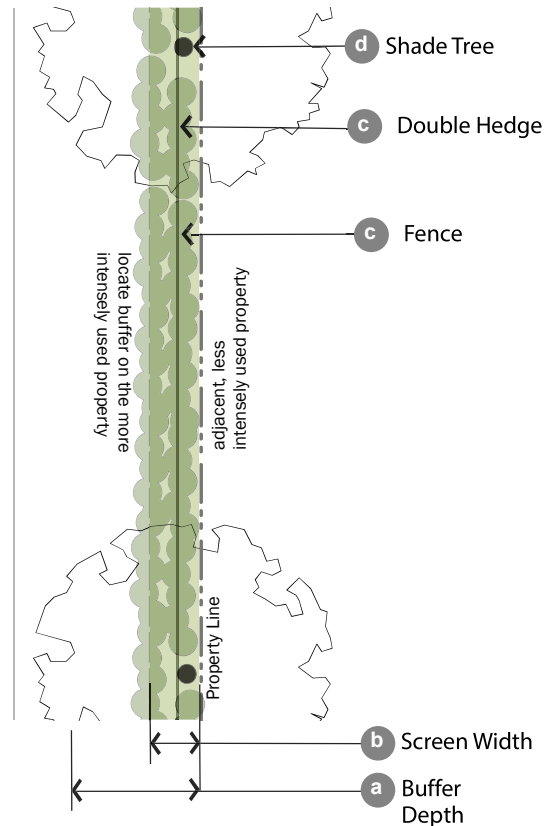 d Shade Tree
c Double Hedge
c Fence
locate buffer on the more
intensely used property
adjacent, less
intensely used property
Property Line
b Screen Width
a Buffer
Depth